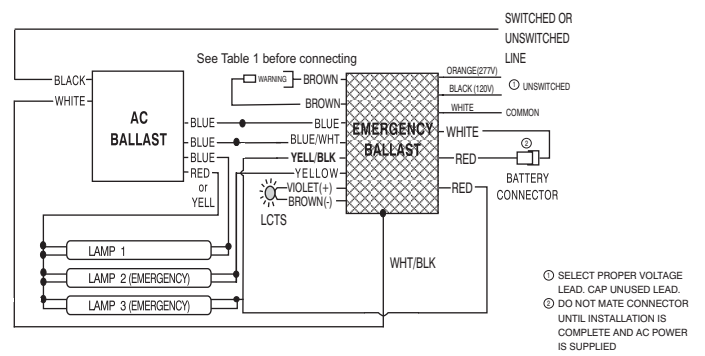 SWITCHED OR
UNSWITCHED
LINE
See Table 1 before connecting
BLACK
WHITE
AC
BALLAST
BLUE
BLUE
BLUE
RED
or
YELL
WARNING
BROWN
BROWN
BLUE
BLUE/WHT
YELL/BLK
YELLOW
VIOLET(+)
BROWN(-)
LCTS
EMERGENCY
BALLAST
ORANGE(277V)
BLACK (120V)
① UNSWITCHED
WHITE
COMMON
WHITE
②
RED
BATTERY
CONNECTOR
RED
LAMP 1
LAMP 2 (EMERGENCY)
LAMP 3 (EMERGENCY)
WHT/BLK
① SELECT PROPER VOLTAGE
LEAD. CAP UNUSED LEAD.
② DO NOT MATE CONNECTOR
UNTIL INSTALLATION IS
COMPLETE AND AC POWER
IS SUPPLIED